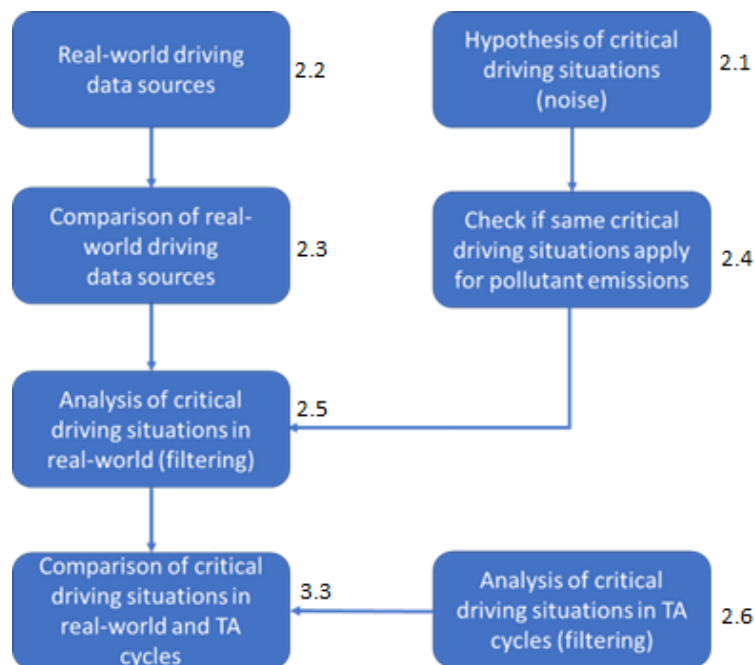 Real-world driving
data sources
2.2
Hypothesis of critical
driving situations
(noise)
2.1
Comparison of real-
world driving
data sources
2.3
Check if same critical
driving situations apply
for pollutant emissions
2.4
Analysis of critical
driving situations in
real-world (filtering)
2.5
Comparison of critical
driving situations in
real-world and TA
cycles
3.3
Analysis of critical
driving situations in TA
cycles (filtering)
2.6